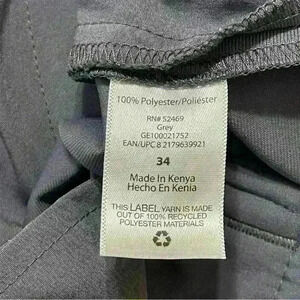 100% Polyester/Poliéster
RN# 52469
Grey
GE100021752
EAN/UPC 8 2179639921
34
Made In Kenya
Hecho En Kenia
THIS LABEL YARN IS MADE
OUT OF 100% RECYCLED
POLYESTER MATERIALS